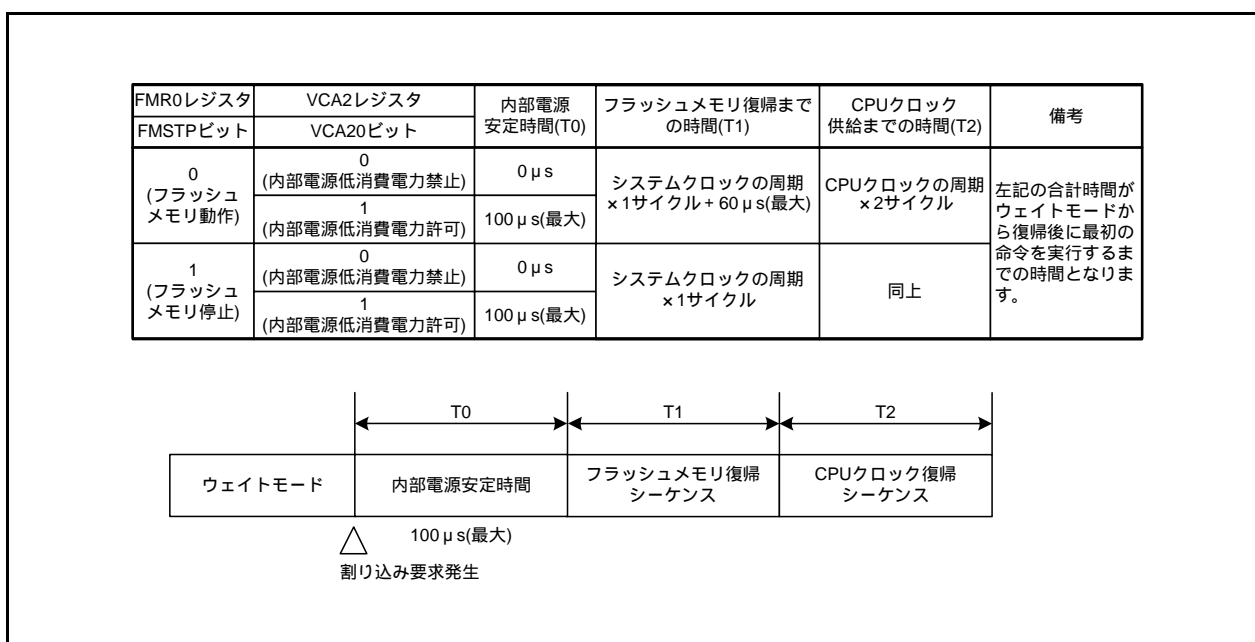 FMR0レジスタ
VCA2レジスタ
内部電源
安定時間(T0)
フラッシュメモリ復帰まで
の時間(T1)
CPUクロック
供給までの時間(T2)
備考
FMSTPビット
VCA20ビット
0
(フラッシュ
メモリ動作)
0
(内部電源低消費電力禁止)
0μs
システムクロックの周期
×1サイクル+60μs(最大)
CPUクロックの周期
×2サイクル
左記の合計時間が
ウェイトモードか
ら復帰後に最初の
命令を実行するま
での時間となりま
す。
1
(内部電源低消費電力許可)
100μs(最大)
1
(フラッシュ
メモリ停止)
0
(内部電源低消費電力禁止)
0μs
システムクロックの周期
×1サイクル
同上
1
(内部電源低消費電力許可)
100μs(最大)
T0
T1
T2
ウェイトモード
内部電源安定時間
フラッシュメモリ復帰
シーケンス
CPUクロック復帰
シーケンス
100μs(最大)
割り込み要求発生